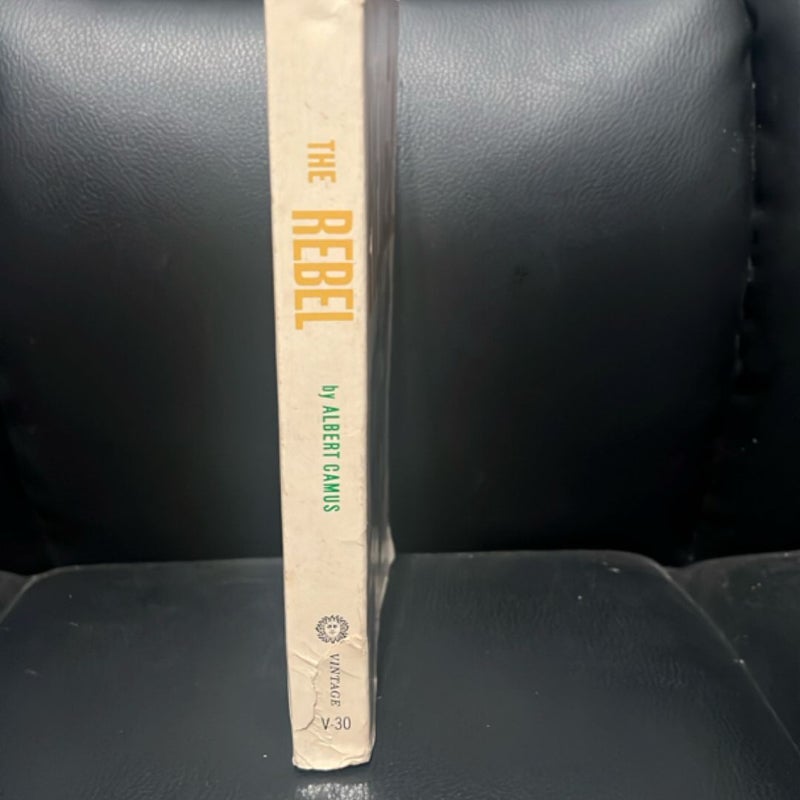 THE REBEL
by ALBERT CAMUS
VINTAGE
V-30